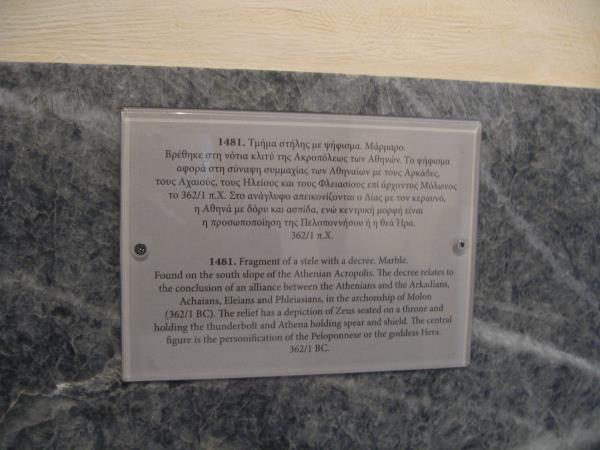 1481. Τμήμα στήλης με ψήφισμα. Μάρμαρο.
Βρέθηκε στη νότια κλιτύ της Ακροπόλεως των Αθηνών. Το ψήφισμα
αφορά στη σύναψη συμμαχίας των Αθηναίων με τους Αρκάδες,
τους Αχαιούς, τους Ηλείους και τους Φλειασίους επί άρχοντος Μόλωνος
το 362/1 π.Χ. Στο ανάγλυφο απεικονίζονται ο Δίας με τον κεραυνό,
η Αθηνά με δόρυ και ασπίδα, ενώ κεντρική μορφή είναι
η προσωποποίηση της Πελοποννήσου ή η θεά Ήρα.
362/1 π.Χ.
1481. Fragment of a stele with a decree. Marble.
Found on the south slope of the Athenian Acropolis. The decree relates to
the conclusion of an alliance between the Athenians and the Arkadians,
Achaians, Eleians and Phleiasians, in the archonship of Molon
(362/1 BC). The relief has a depiction of Zeus seated on a throne and
holding the thunderbolt and Athena holding spear and shield. The central
figure is the personification of the Peloponnese or the goddess Hera.
362/1 BC.